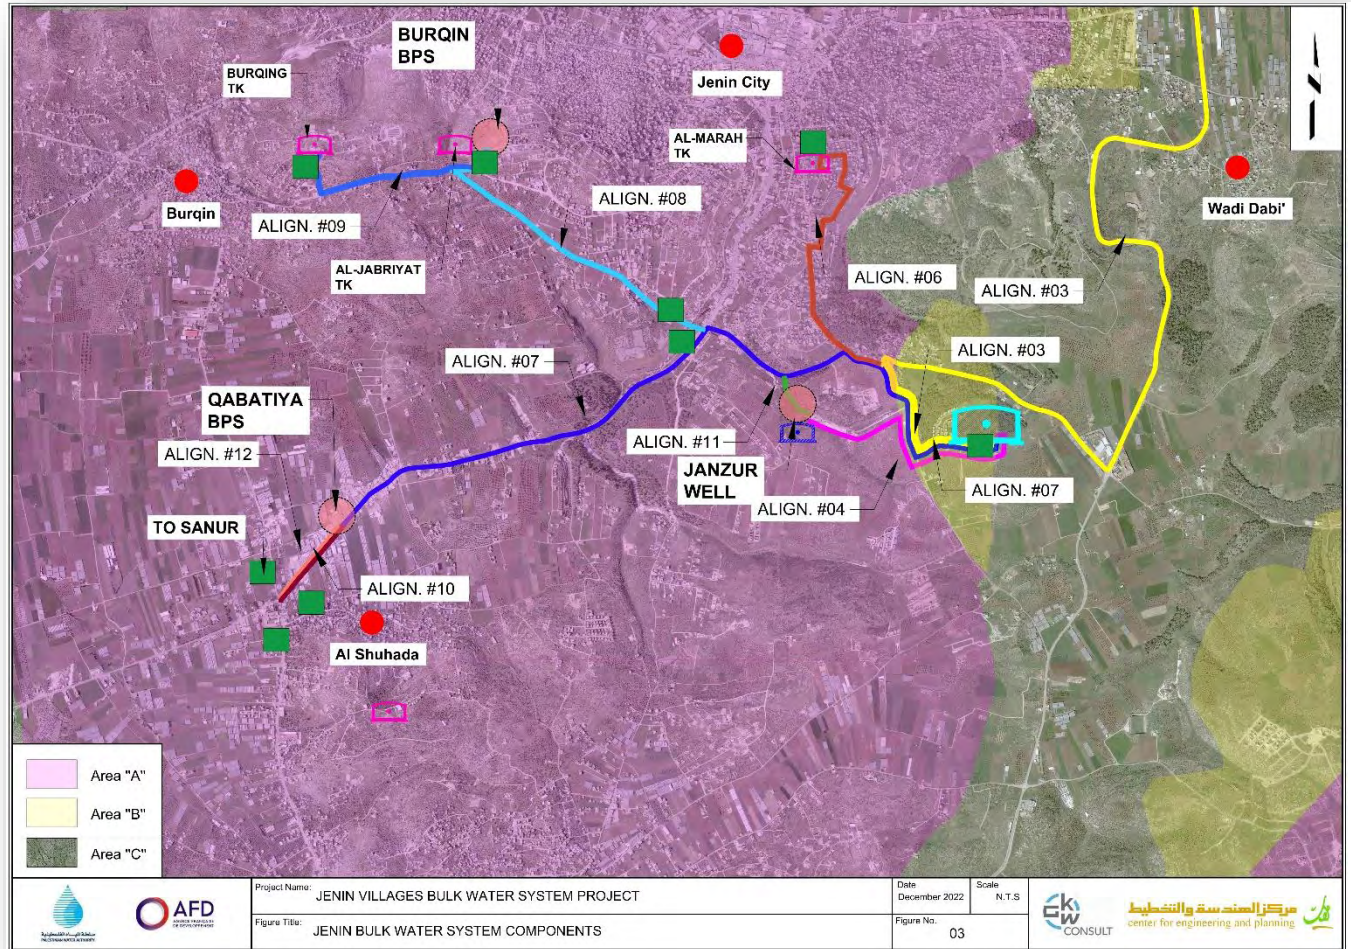 BURQIN
BPS
Jenin City
BURQING
TK
AL-MARAH
TK
Burqin
Wadi Dabi'
ALIGN. #09
ALIGN. #08
AL-JABRIYAT
TK
ALIGN. #06
ALIGN. #03
ALIGN. #07
ALIGN. #03
QABATIYA
BPS
ALIGN. #12
ALIGN. #11
JANZUR
WELL
ALIGN. #04
ALIGN. #07
TO SANUR
ALIGN. #10
Al Shuhada
Area "A"
Area "B"
Area "C"
AFD
AGENCE FRANÇAISE
DE DÉVELOPPEMENT
Project Name: JENIN VILLAGES BULK WATER SYSTEM PROJECT
Figure Title: JENIN BULK WATER SYSTEM COMPONENTS
Date
December 2022
Scale
N.T.S
Figure No.
03
CONSULT
مركز الهندسة والتخطيط
center for engineering and planning